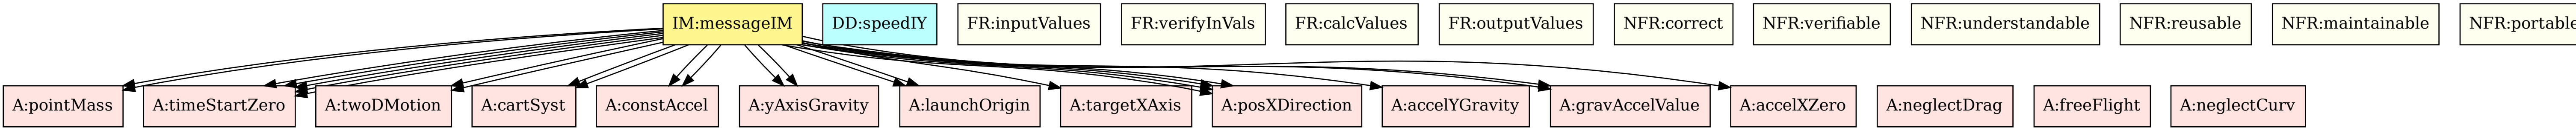 IM:messageIM
DD:speedIY
FR:inputValues
FR:verifyInVals
FR:calcValues
FR:outputValues
NFR:correct
NFR:verifiable
NFR:understandable
NFR:reusable
NFR:maintainable
NFR:portable
A:pointMass
A:timeStartZero
A:twoDMotion
A:cartSyst
A:constAccel
A:yAxisGravity
A:launchOrigin
A:targetXAxis
A:posXDirection
A:accelYGravity
A:gravAccelValue
A:accelXZero
A:neglectDrag
A:freeFlight
A:neglectCurv